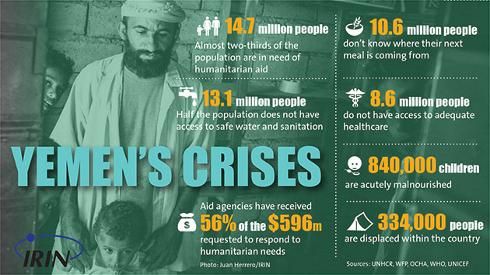 14.7 million people
Almost two-thirds of the
population are in need of
humanitarian aid
13.1 million people
Half the population does not have
access to safe water and sanitation
YEMEN'S CRISES
Aid agencies have received
$
56% of the $596m
requested to respond to
humanitarian needs
Photo: Juan Herrero/IRIN
IRIN
10.6 million people
don't know where their next
meal is coming from
8.6 million people
do not have access to adequate
healthcare
840,000 children
are acutely malnourished
334,000 people
are displaced within the country
Sources: UNHCR, WFP, OCHA, WHO, UNICEF